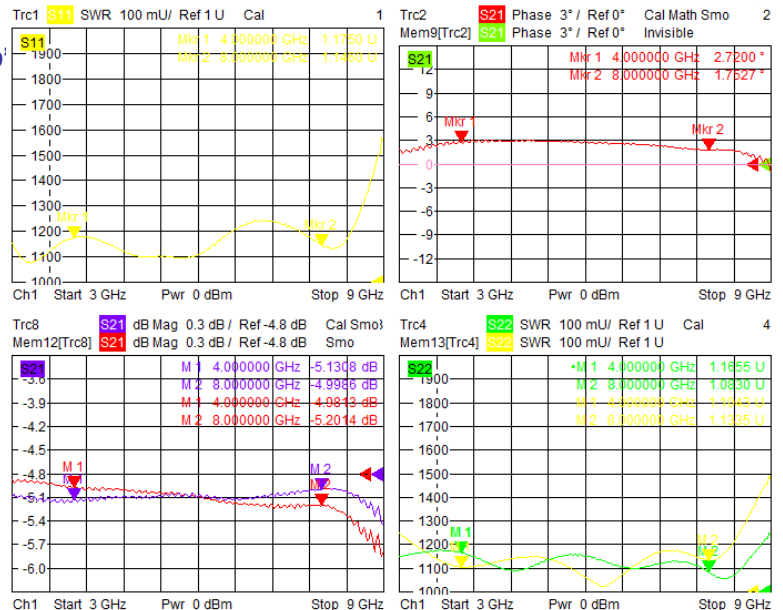 Trc1 S11 SWR 100 mU/ Ref 1 U Cal 1
S11
Mkr 1 4.000000 GHz 1.1750 U
Mkr 2 8.000000 GHz 1.1460 U
1900
1800
1700
1600
1500
1400
1300
1200
1100
1000
Mkr 1
Mkr 2
Ch1 Start 3 GHz Pwr 0 dBm Stop 9 GHz
Trc2 S21 Phase 3° / Ref 0° Cal Math Smo 2
Mem9[Trc2] S21 Phase 3° / Ref 0° Invisible
S21
Mkr 1 4.000000 GHz 2.7200 °
Mkr 2 8.000000 GHz 1.7527 °
12
9
6
3
0
-3
-6
-9
-12
Mkr 1
Mkr 2
Ch1 Start 3 GHz Pwr 0 dBm Stop 9 GHz
Trc8 S21 dB Mag 0.3 dB / Ref -4.8 dB Cal Smo
Mem12[Trc8] S21 dB Mag 0.3 dB / Ref -4.8 dB Smo
S21
M 1 4.000000 GHz -5.1308 dB
M 2 8.000000 GHz -4.9986 dB
M 1 4.000000 GHz -4.9813 dB
M 2 8.000000 GHz -5.2014 dB
-3.6
-3.9
-4.2
-4.5
-4.8
-5.1
-5.4
-5.7
-6.0
M 1
M 2
Ch1 Start 3 GHz Pwr 0 dBm Stop 9 GHz
Trc4 S22 SWR 100 mU/ Ref 1 U Cal 4
Mem13[Trc4] S22 SWR 100 mU/ Ref 1 U
S22
•M 1 4.000000 GHz 1.1655 U
M 2 8.000000 GHz 1.0830 U
M 1 4.000000 GHz
M 2 8.000000 GHz 1.1335 U
1900
1800
1700
1600
1500
1400
1300
1200
1100
1000
M 1
M 2
M 2
Ch1 Start 3 GHz Pwr 0 dBm Stop 9 GHz